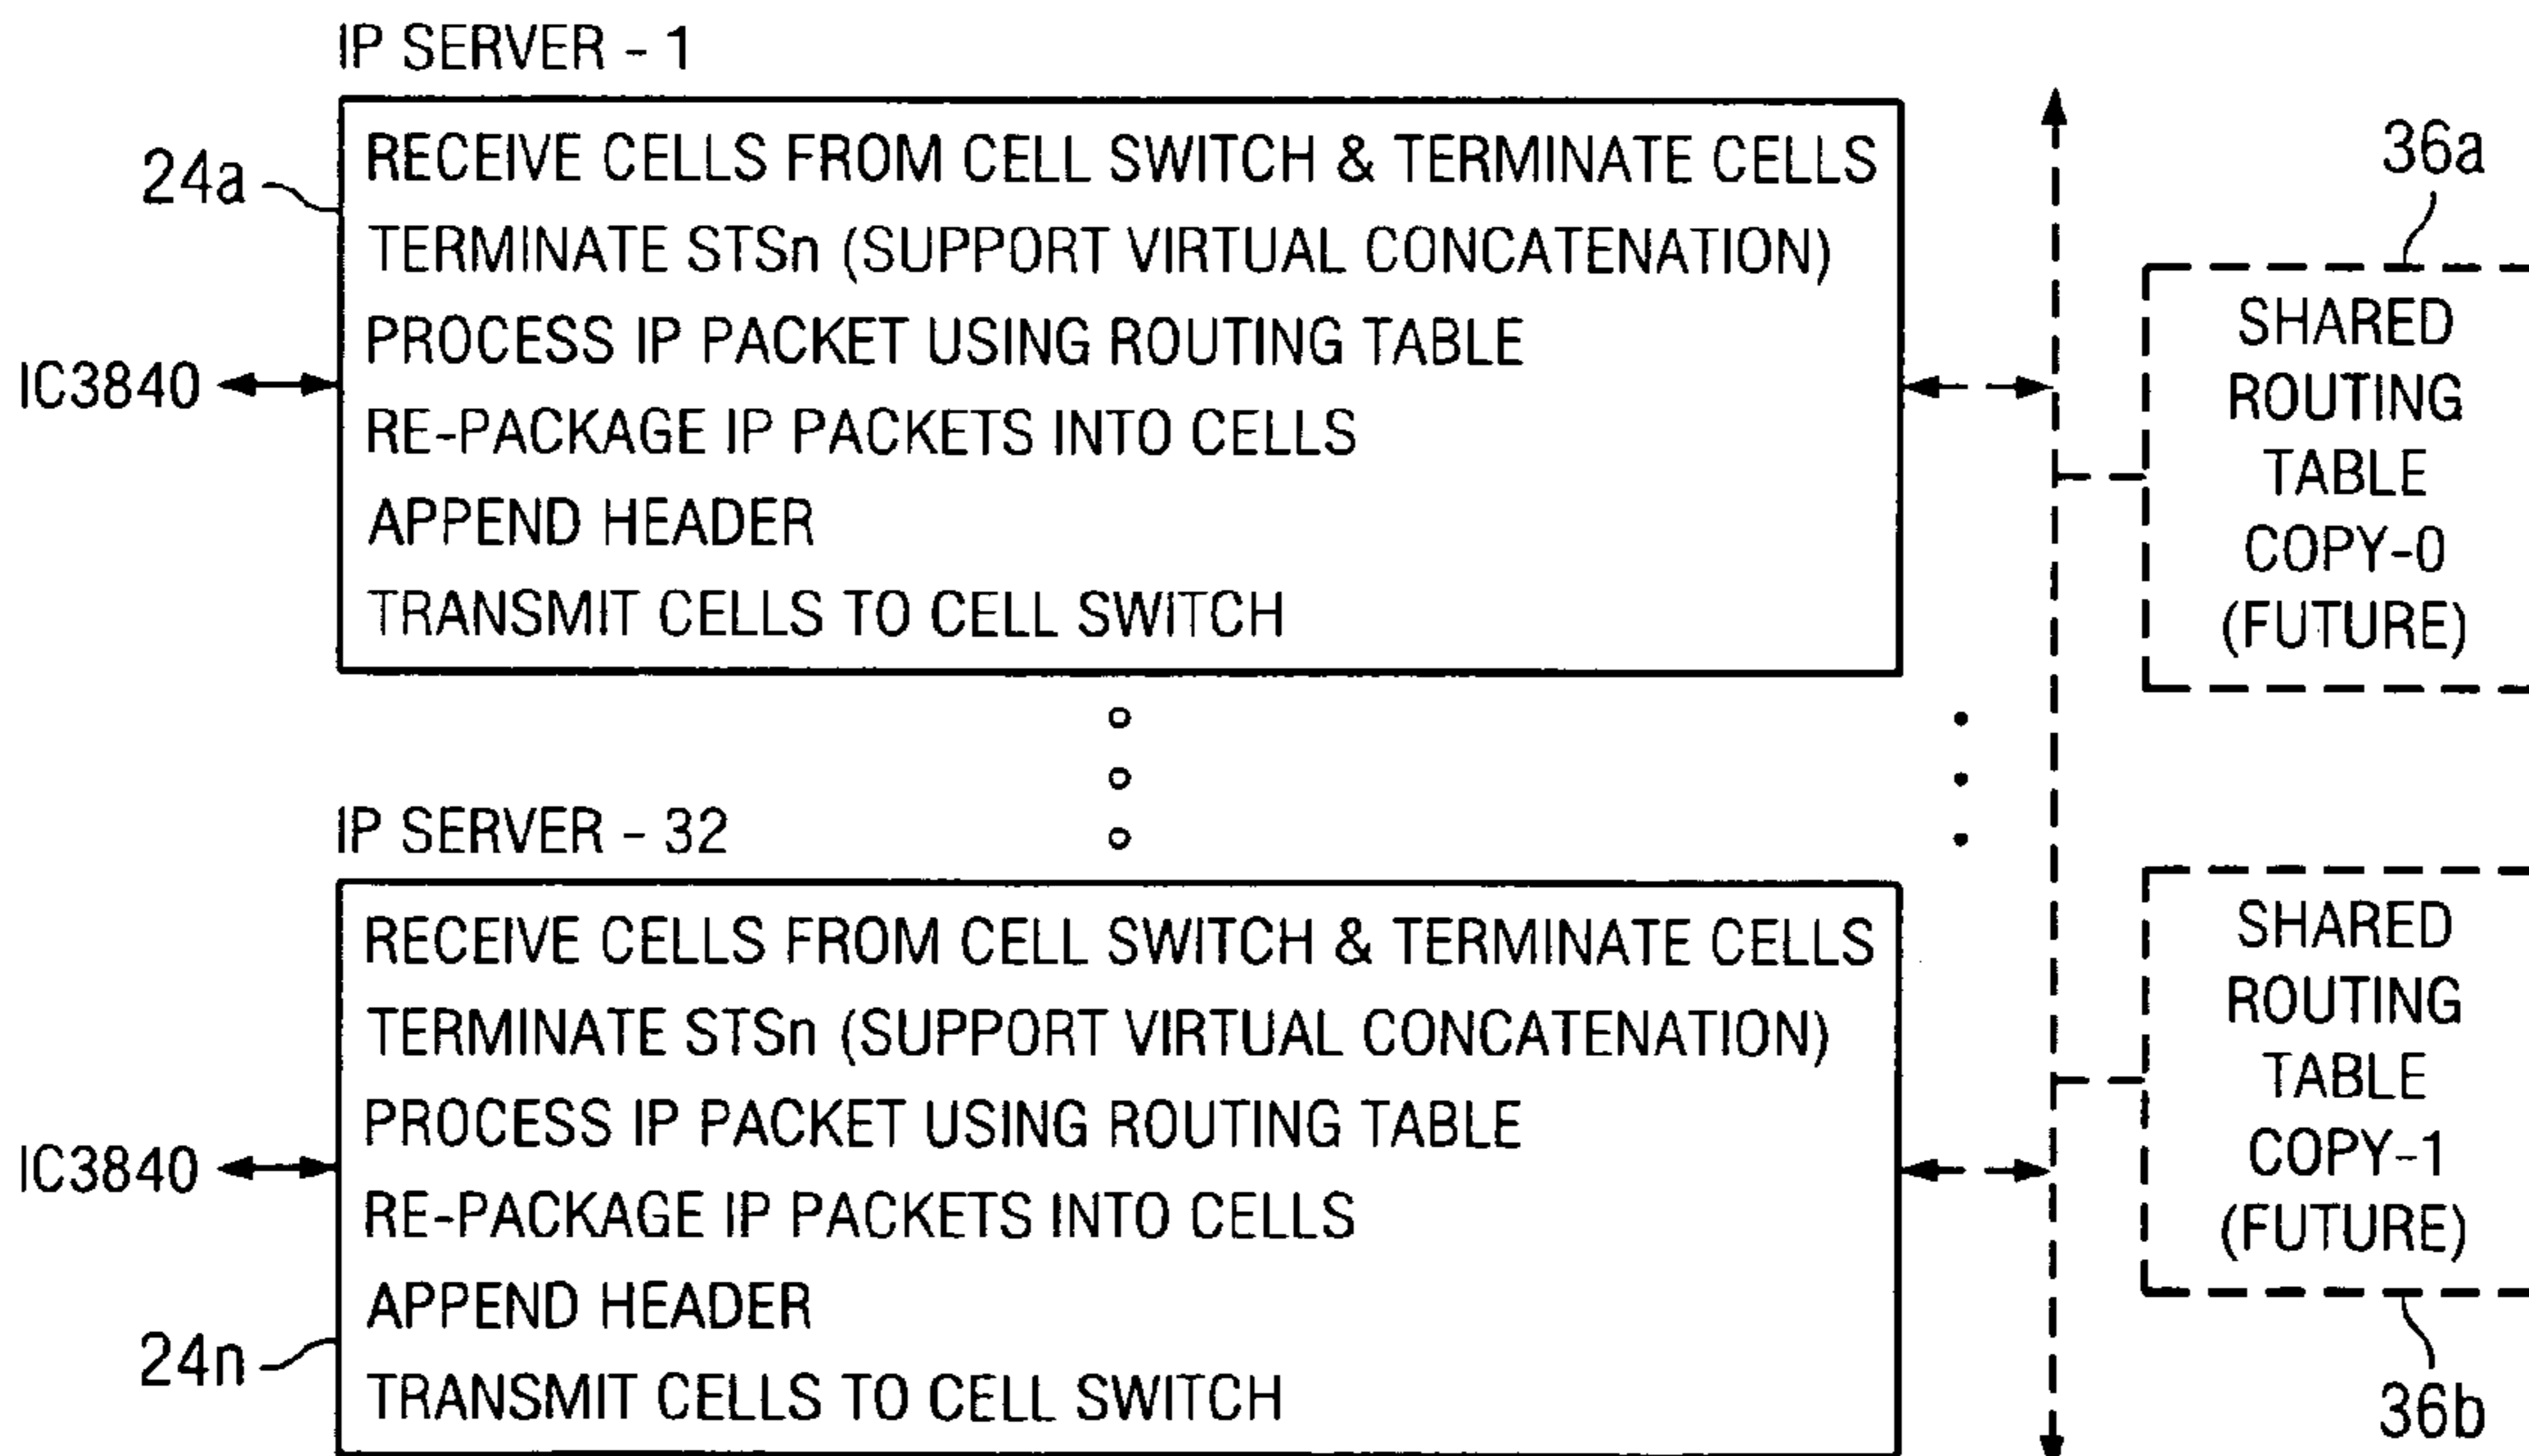 IP SERVER - 1
24a
RECEIVE CELLS FROM CELL SWITCH & TERMINATE CELLS
TERMINATE STSn (SUPPORT VIRTUAL CONCATENATION)
PROCESS IP PACKET USING ROUTING TABLE
IC3840
RE-PACKAGE IP PACKETS INTO CELLS
APPEND HEADER
TRANSMIT CELLS TO CELL SWITCH
36a
SHARED
ROUTING
TABLE
COPY-0
(FUTURE)
IP SERVER - 32
RECEIVE CELLS FROM CELL SWITCH & TERMINATE CELLS
TERMINATE STSn (SUPPORT VIRTUAL CONCATENATION)
PROCESS IP PACKET USING ROUTING TABLE
IC3840
RE-PACKAGE IP PACKETS INTO CELLS
APPEND HEADER
24n
TRANSMIT CELLS TO CELL SWITCH
SHARED
ROUTING
TABLE
COPY-1
(FUTURE)
36b